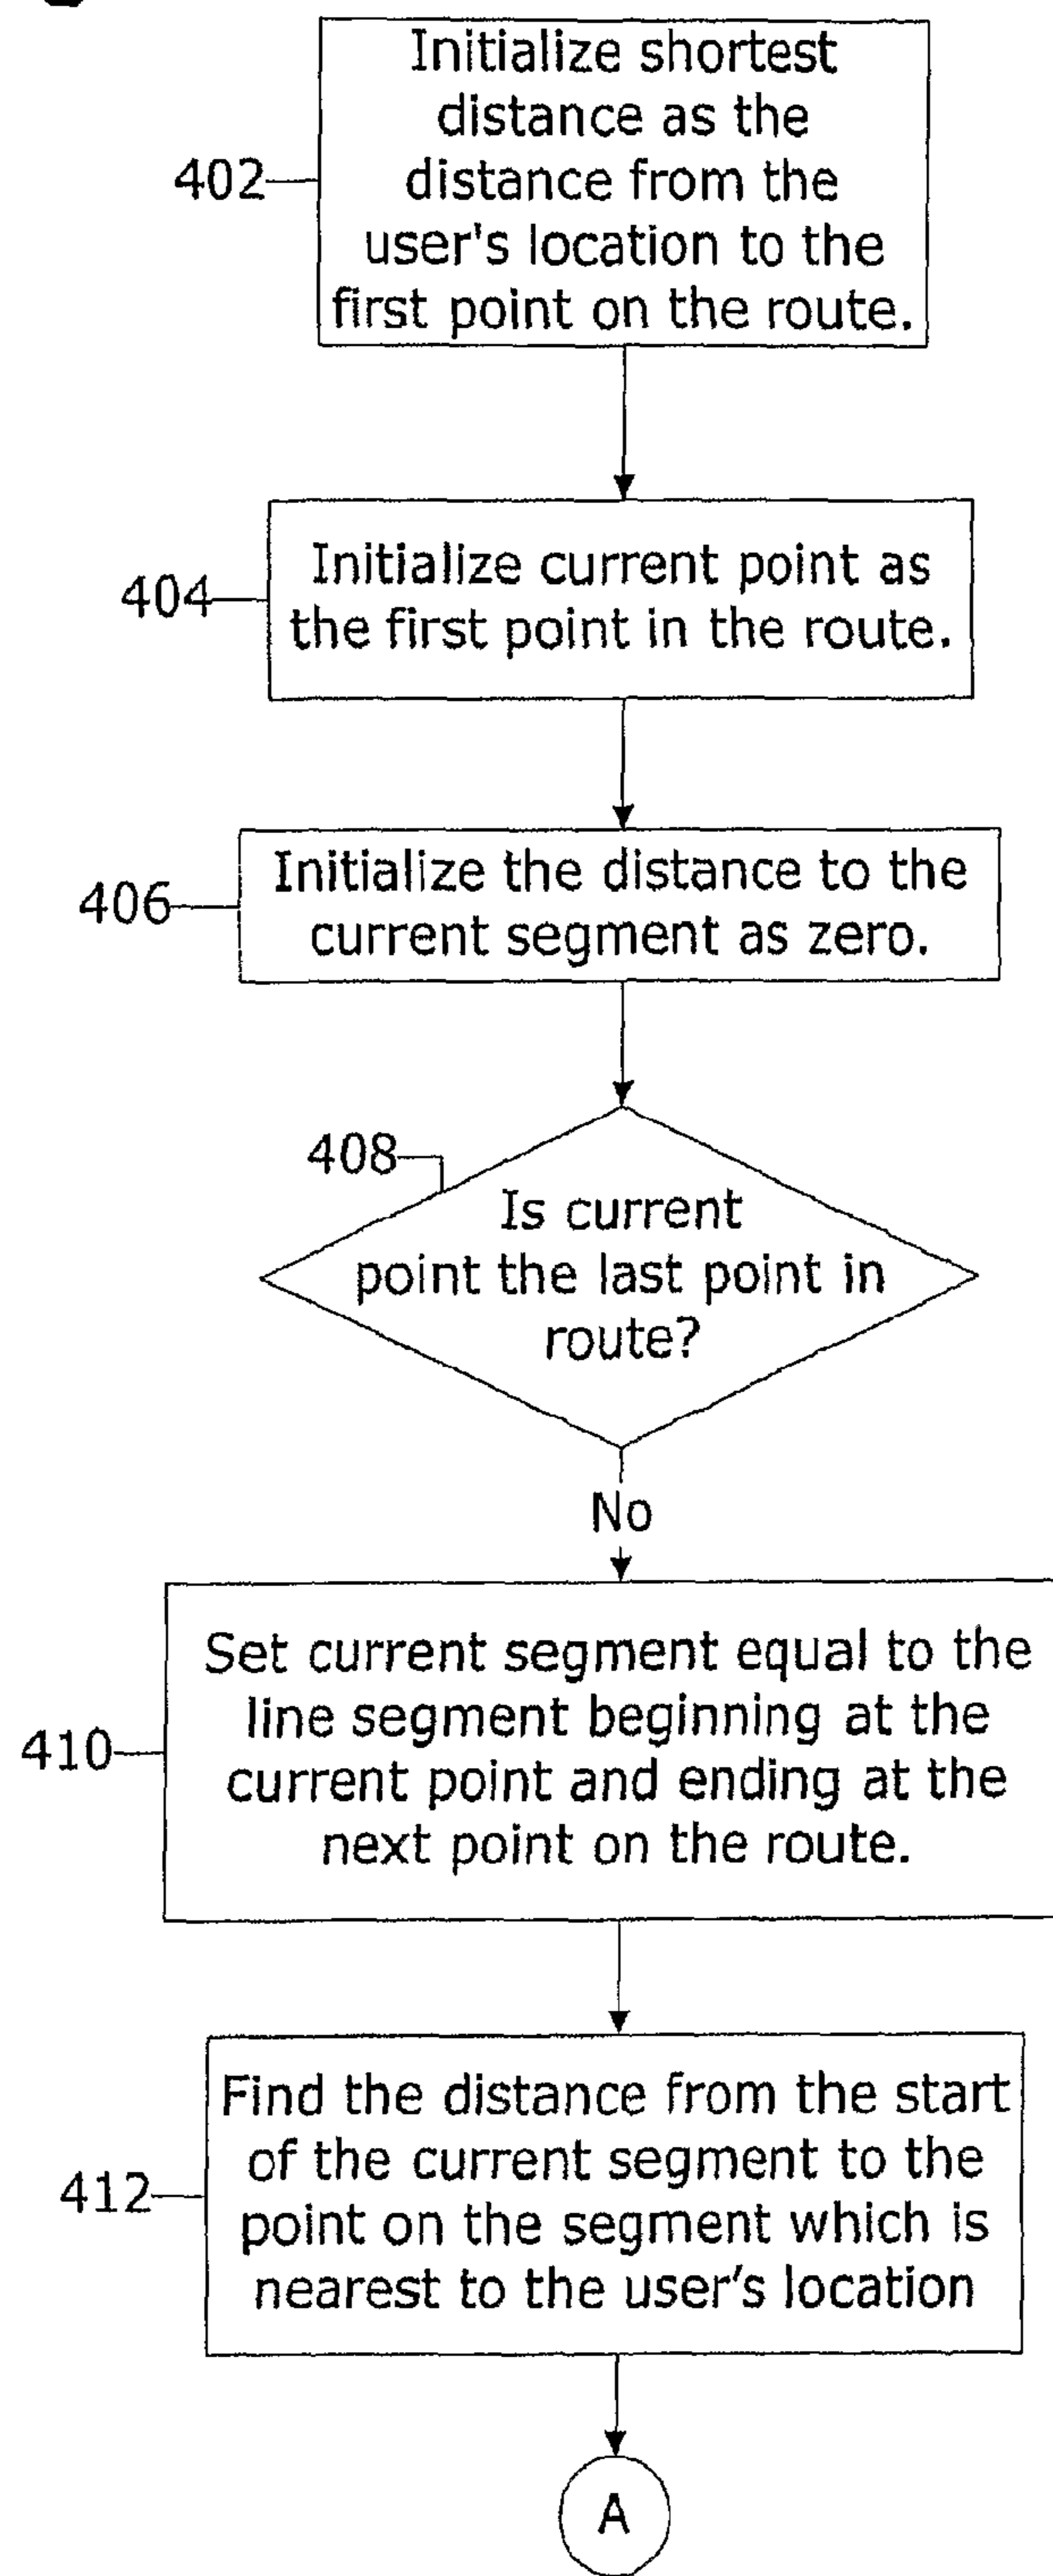 Initialize shortest
distance as the
distance from the
user's location to the
first point on the route.
402
Initialize current point as
the first point in the route.
404
Initialize the distance to the
current segment as zero.
406
408
Is current
point the last point in
route?
No
Set current segment equal to the
line segment beginning at the
current point and ending at the
next point on the route.
410
Find the distance from the start
of the current segment to the
point on the segment which is
nearest to the user's location
412
A